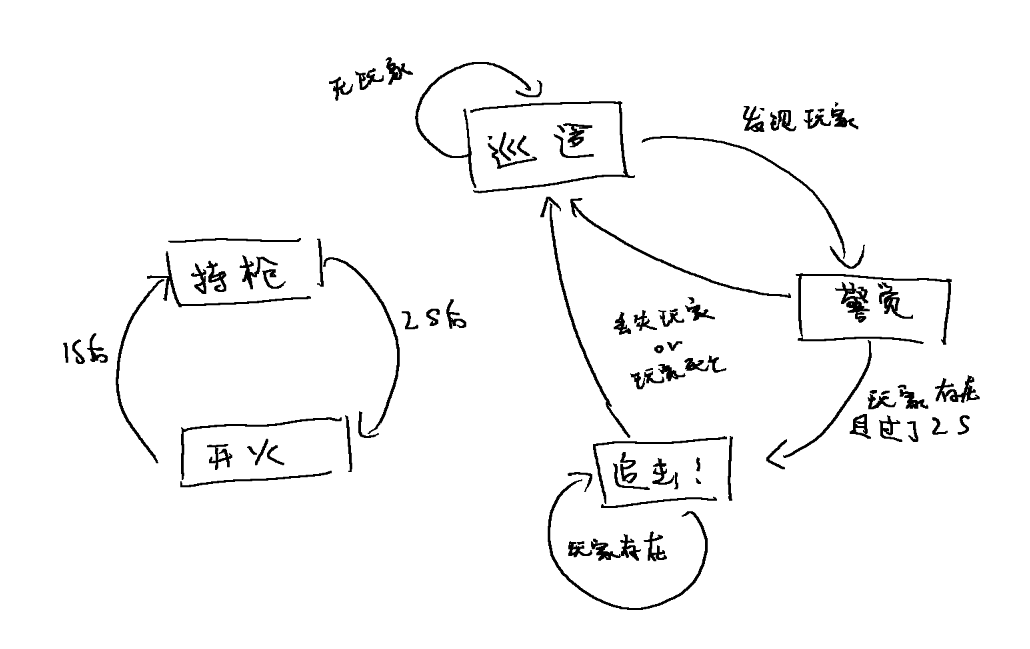 无玩家
巡逻
发现玩家
持枪
警觉
2S后
1S后
丢失玩家
or
玩家死亡
玩家存在
且过了2S
开火
追击!
玩家存在